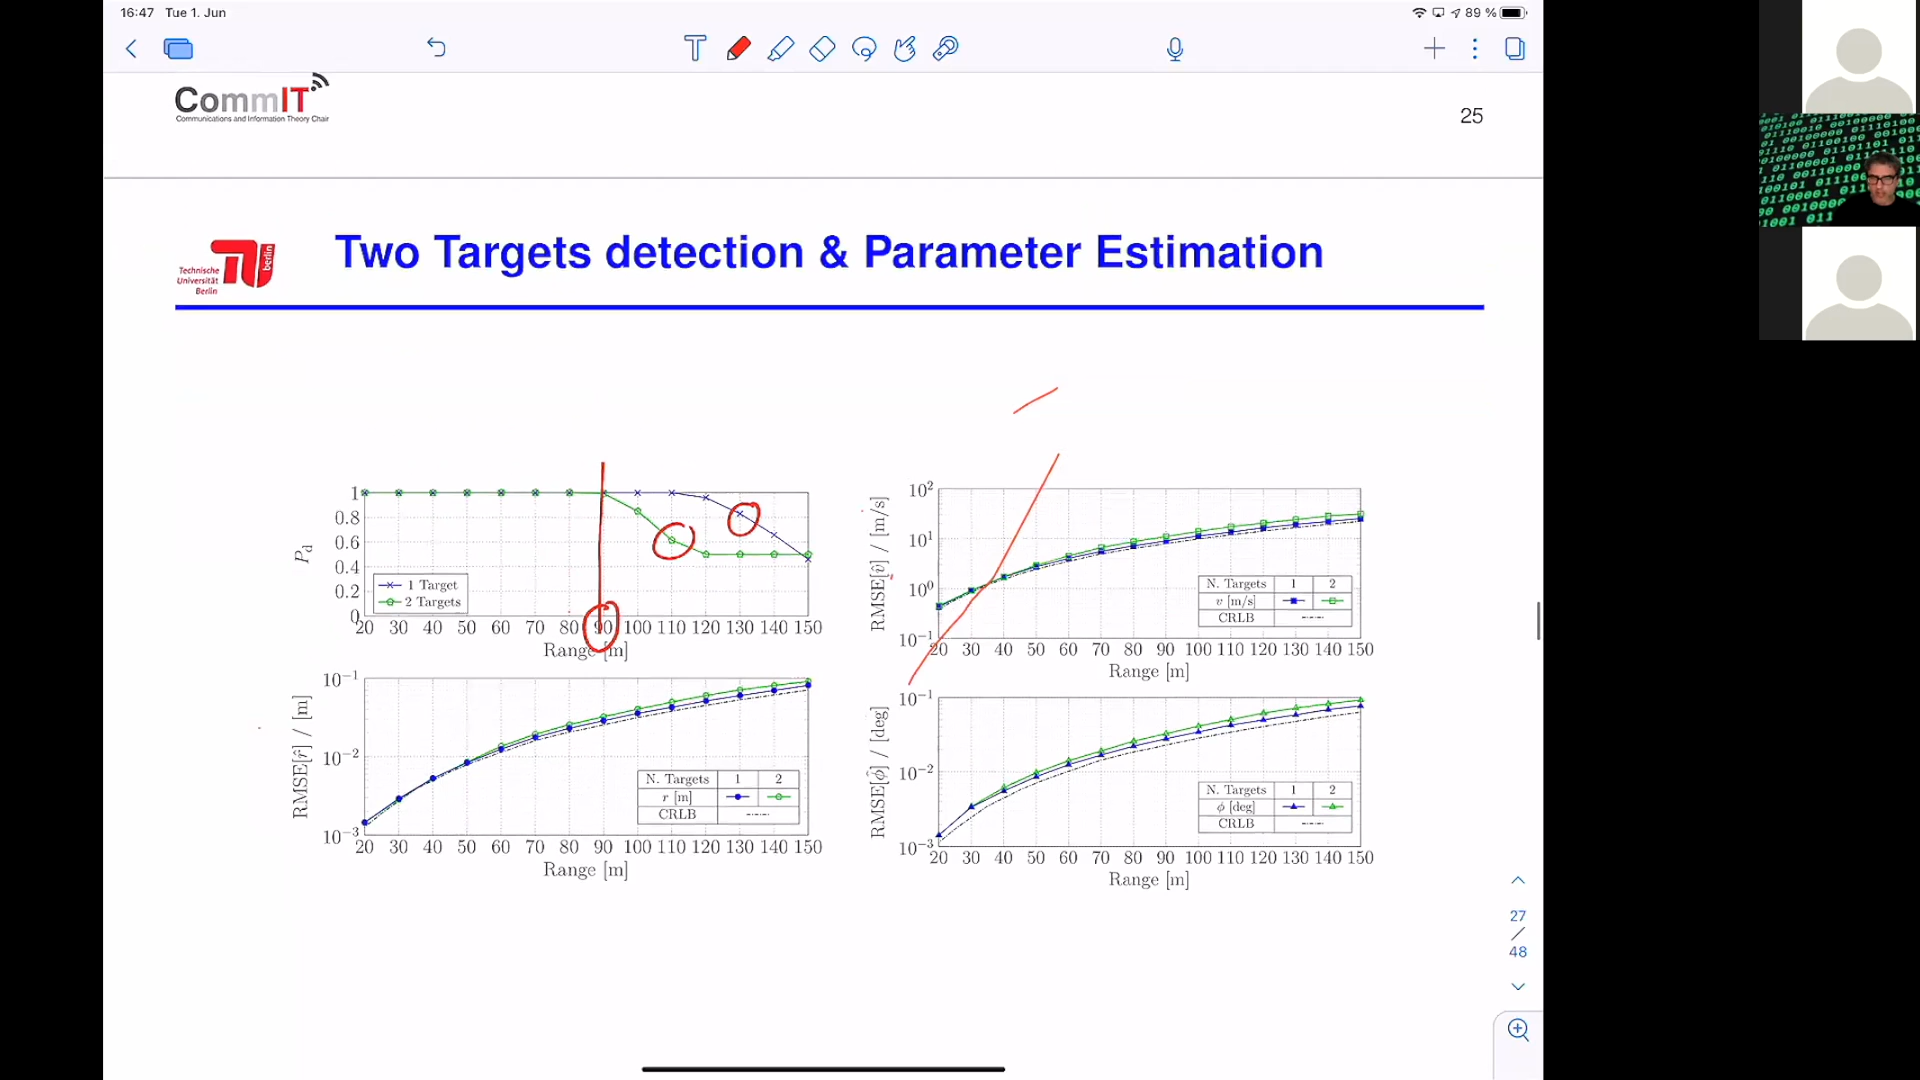 16:47 Tue 1. Jun
89 %
CommIT
Communications and Information Theory Chair
25
Technische
Universität
Berlin
berlin
Two Targets detection & Parameter Estimation
1
0.8
0.6
0.4
0.2
0
P_d
1 Target
2 Targets
20 30 40 50 60 70 80 90 100 110 120 130 140 150
Range [m]
10^2
10^1
10^0
10^-1
RMSE[v̂] / [m/s]
N. Targets 1 2
v [m/s]
CRLB
20 30 40 50 60 70 80 90 100 110 120 130 140 150
Range [m]
10^-1
10^-2
10^-3
RMSE[r̂] / [m]
N. Targets 1 2
r [m]
CRLB
20 30 40 50 60 70 80 90 100 110 120 130 140 150
Range [m]
10^-1
10^-2
10^-3
RMSE[ϕ̂] / [deg]
N. Targets 1 2
ϕ [deg]
CRLB
20 30 40 50 60 70 80 90 100 110 120 130 140 150
Range [m]
27
/
48